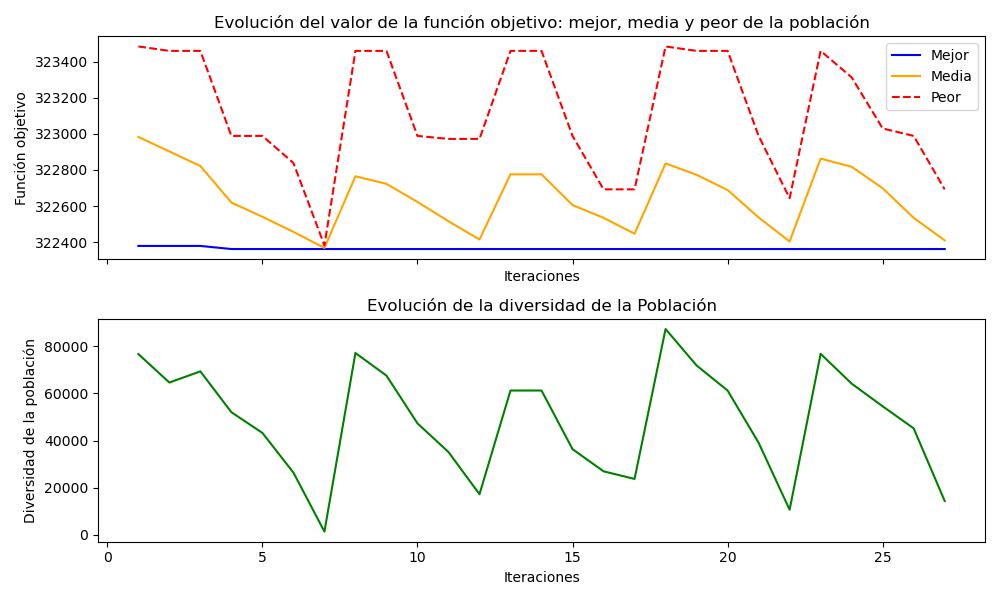 Evolución del valor de la función objetivo: mejor, media y peor de la población
Función objetivo
323400
323200
323000
322800
322600
322400
Mejor
Media
Peor
Iteraciones
Evolución de la diversidad de la Población
Diversidad de la población
80000
60000
40000
20000
0
0 5 10 15 20 25
Iteraciones